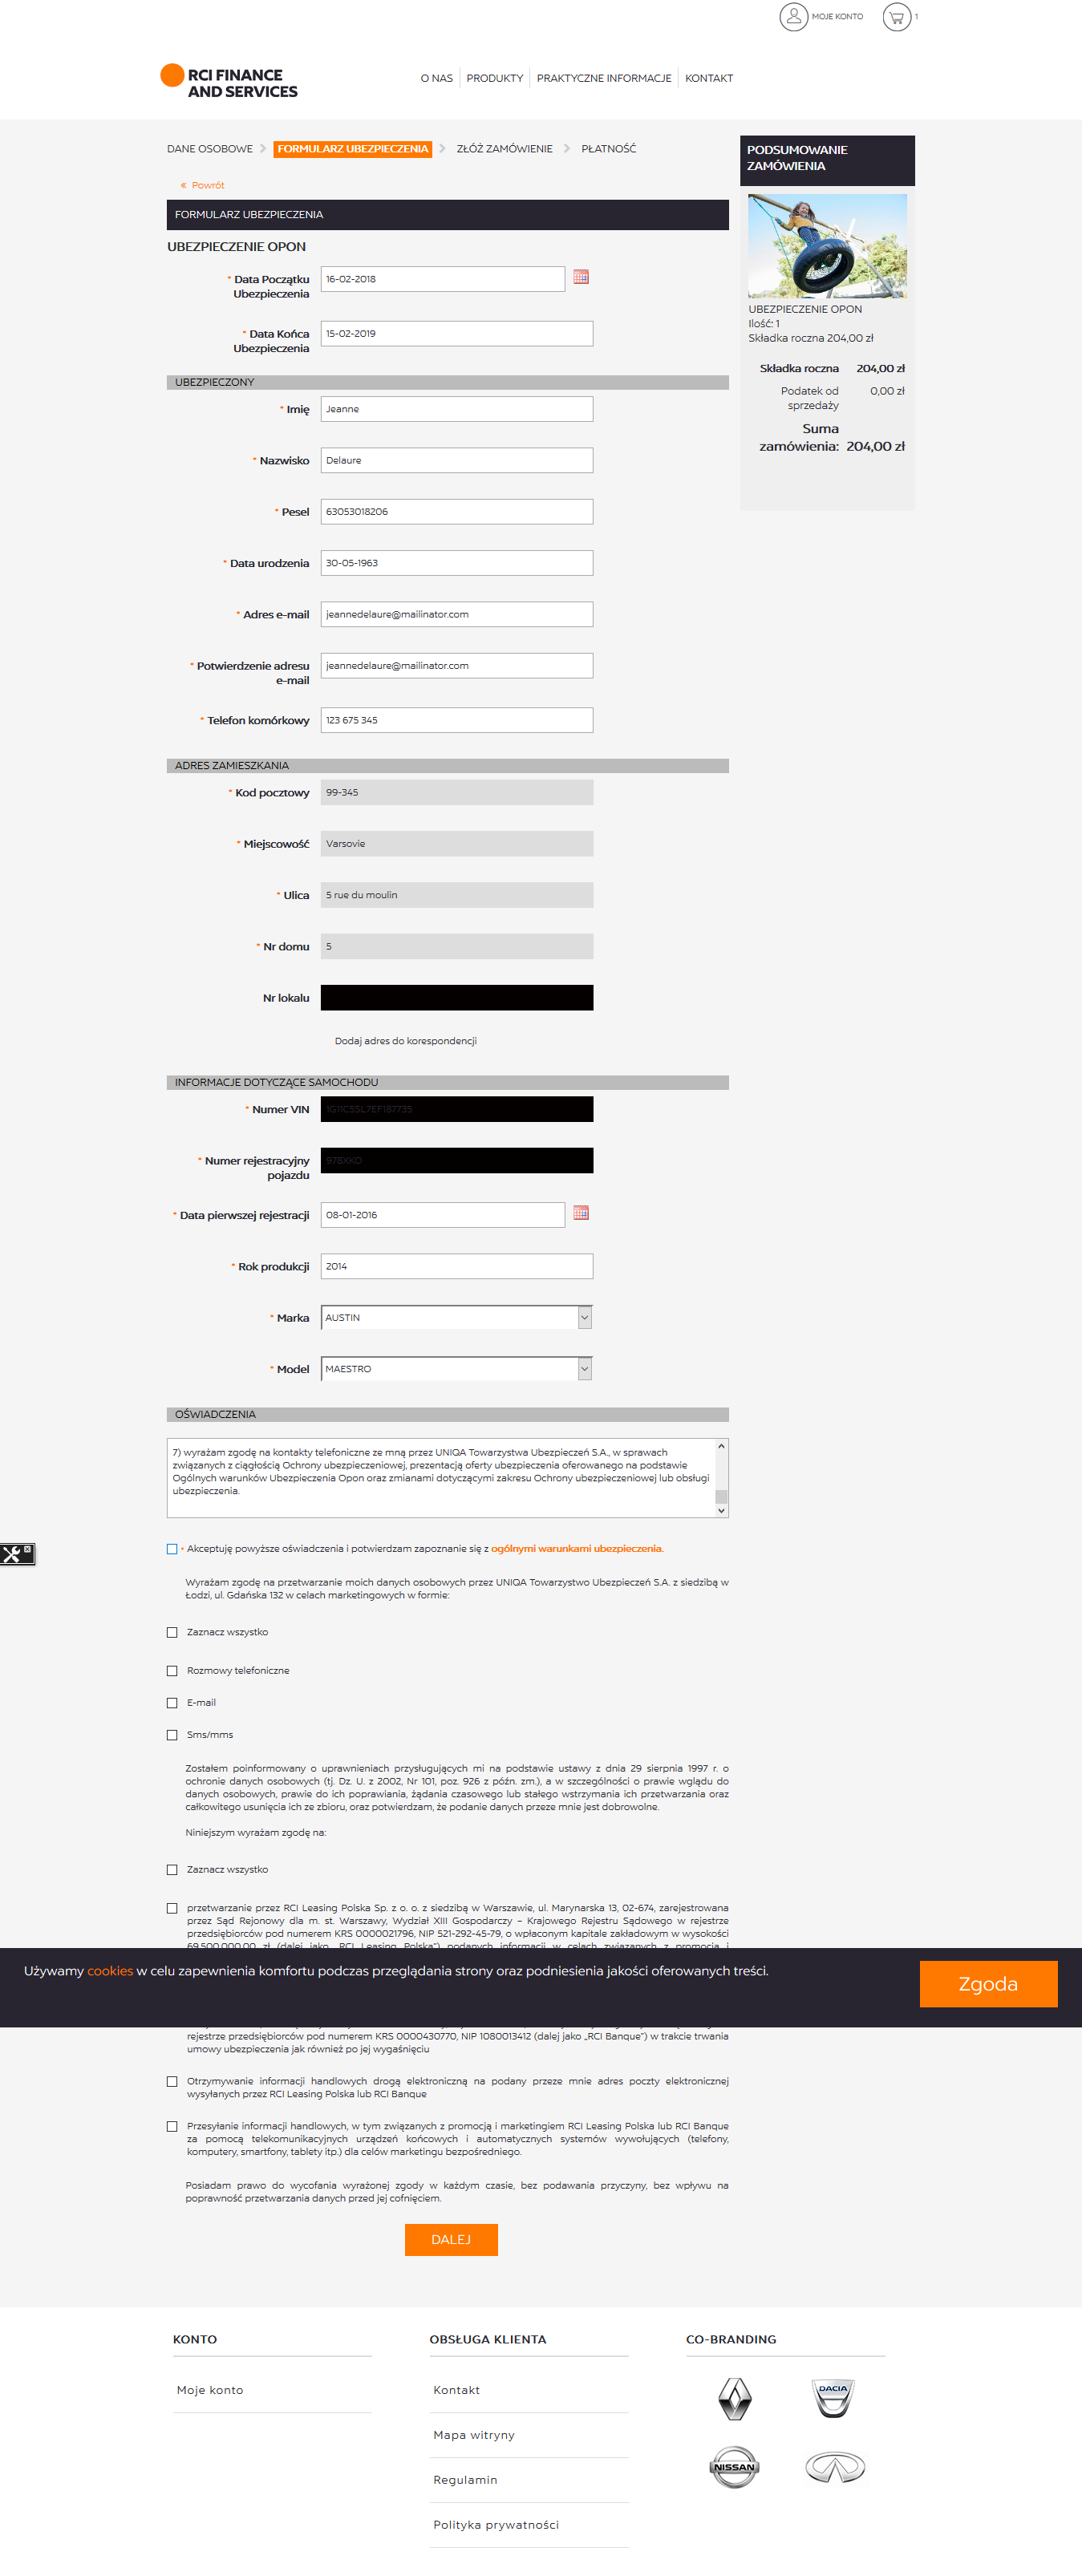 MOJE KONTO
1
RCI FINANCE
AND SERVICES
O NAS
PRODUKTY
PRAKTYCZNE INFORMACJE
KONTAKT
DANE OSOBOWE
FORMULARZ UBEZPIECZENIA
ZŁÓŻ ZAMÓWIENIE
PŁATNOŚĆ
« Powrót
FORMULARZ UBEZPIECZENIA
UBEZPIECZENIE OPON
* Data Początku
Ubezpieczenia
16-02-2018
* Data Końca
Ubezpieczenia
15-02-2019
UBEZPIECZONY
* Imię
Jeanne
* Nazwisko
Delaure
* Pesel
63053018206
* Data urodzenia
30-05-1963
* Adres e-mail
jeannedelaure@mailinator.com
* Potwierdzenie adresu
e-mail
jeannedelaure@mailinator.com
* Telefon komórkowy
123 675 345
ADRES ZAMIESZKANIA
* Kod pocztowy
99-345
* Miejscowość
Varsovie
* Ulica
5 rue du moulin
* Nr domu
5
Nr lokalu
Dodaj adres do korespondencji
INFORMACJE DOTYCZĄCE SAMOCHODU
* Numer VIN
1G11C5SL7EF187735
* Numer rejestracyjny
pojazdu
978XKO
* Data pierwszej rejestracji
08-01-2016
* Rok produkcji
2014
* Marka
AUSTIN
* Model
MAESTRO
OŚWIADCZENIA
7) wyrażam zgodę na kontakty telefoniczne ze mną przez UNIQA Towarzystwa Ubezpieczeń S.A., w sprawach
związanych z ciągłością Ochrony ubezpieczeniowej, prezentacją oferty ubezpieczenia oferowanego na podstawie
Ogólnych warunków Ubezpieczenia Opon oraz zmianami dotyczącymi zakresu Ochrony ubezpieczeniowej lub obsługi
ubezpieczenia.
* Akceptuję powyższe oświadczenia i potwierdzam zapoznanie się z ogólnymi warunkami ubezpieczenia.
Wyrażam zgodę na przetwarzanie moich danych osobowych przez UNIQA Towarzystwo Ubezpieczeń S.A. z siedzibą w
Łodzi, ul. Gdańska 132 w celach marketingowych w formie:
Zaznacz wszystko
Rozmowy telefoniczne
E-mail
Sms/mms
Zostałem poinformowany o uprawnieniach przysługujących mi na podstawie ustawy z dnia 29 sierpnia 1997 r. o
ochronie danych osobowych (tj. Dz. U. z 2002, Nr 101, poz. 926 z późn. zm.), a w szczególności o prawie wglądu do
danych osobowych, prawie do ich poprawiania, żądania czasowego lub stałego wstrzymania ich przetwarzania oraz
całkowitego usunięcia ich ze zbioru, oraz potwierdzam, że podanie danych przeze mnie jest dobrowolne.
Niniejszym wyrażam zgodę na:
Zaznacz wszystko
przetwarzanie przez RCI Leasing Polska Sp. z o. o. z siedzibą w Warszawie, ul. Marynarska 13, 02-674, zarejestrowana
przez Sąd Rejonowy dla m. st. Warszawy, Wydział XIII Gospodarczy – Krajowego Rejestru Sądowego w rejestrze
przedsiębiorców pod numerem KRS 0000021796, NIP 521-292-45-79, o wpłaconym kapitale zakładowym w wysokości
69.500.000,00 zł (dalej jako „RCI Leasing Polska") podanych informacji w celach związanych z promocją i
Używamy cookies w celu zapewnienia komfortu podczas przeglądania strony oraz podniesienia jakości oferowanych treści.
Zgoda
rejestrze przedsiębiorców pod numerem KRS 0000430770, NIP 1080013412 (dalej jako „RCI Banque") w trakcie trwania
umowy ubezpieczenia jak również po jej wygaśnięciu
Otrzymywanie informacji handlowych drogą elektroniczną na podany przeze mnie adres poczty elektronicznej
wysyłanych przez RCI Leasing Polska lub RCI Banque
Przesyłanie informacji handlowych, w tym związanych z promocją i marketingiem RCI Leasing Polska lub RCI Banque
za pomocą telekomunikacyjnych urządzeń końcowych i automatycznych systemów wywołujących (telefony,
komputery, smartfony, tablety itp.) dla celów marketingu bezpośredniego.
Posiadam prawo do wycofania wyrażonej zgody w każdym czasie, bez podawania przyczyny, bez wpływu na
poprawność przetwarzania danych przed jej cofnięciem.
DALEJ
PODSUMOWANIE
ZAMÓWIENIA
UBEZPIECZENIE OPON
Ilość: 1
Składka roczna 204,00 zł
Składka roczna 204,00 zł
Podatek od
sprzedaży
0,00 zł
Suma
zamówienia: 204,00 zł
KONTO
Moje konto
OBSŁUGA KLIENTA
Kontakt
Mapa witryny
Regulamin
Polityka prywatności
CO-BRANDING
DACIA
NISSAN